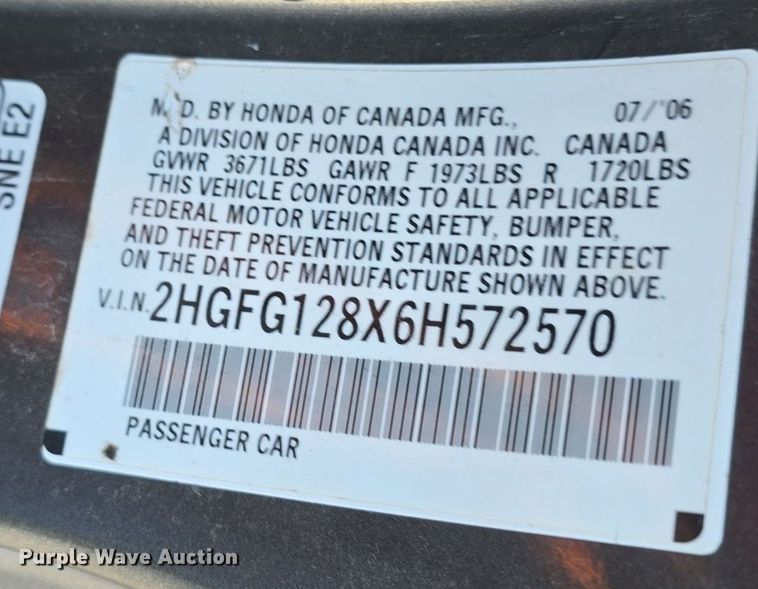 SNE E2
MFD. BY HONDA OF CANADA MFG., 07/'06
A DIVISION OF HONDA CANADA INC. CANADA
GVWR 3671LBS GAWR F 1973LBS R 1720LBS
THIS VEHICLE CONFORMS TO ALL APPLICABLE
FEDERAL MOTOR VEHICLE SAFETY, BUMPER,
AND THEFT PREVENTION STANDARDS IN EFFECT
ON THE DATE OF MANUFACTURE SHOWN ABOVE.
V.I.N. 2HGFG128X6H572570
PASSENGER CAR
Purple Wave Auction